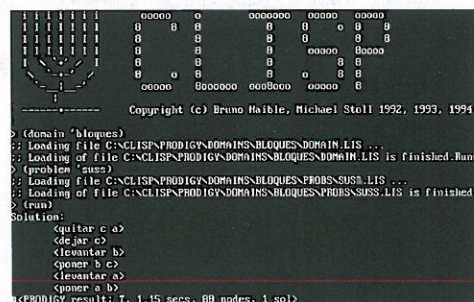 Copyright (c) Bruno Haible, Michael Stoll 1992, 1993, 1994
> (domain 'bloques)
;; Loading file C:\CLISP\PRODIGY\DOMAINS\BLOQUES\DOMAIN.LIS ...
;; Loading of file C:\CLISP\PRODIGY\DOMAINS\BLOQUES\DOMAIN.LIS is finished.Run
> (problem 'suss)
;; Loading file C:\CLISP\PRODIGY\DOMAINS\BLOQUES\PROBS\SUSS.LIS ...
;; Loading of file C:\CLISP\PRODIGY\DOMAINS\BLOQUES\PROBS\SUSS.LIS is finished
> (run)
Solution:
<quitar c a>
<dejar c>
<levantar b>
<poner b c>
<levantar a>
<poner a b>
#<PRODIGY result: T, 1.15 secs, 88 nodes, 1 sol>